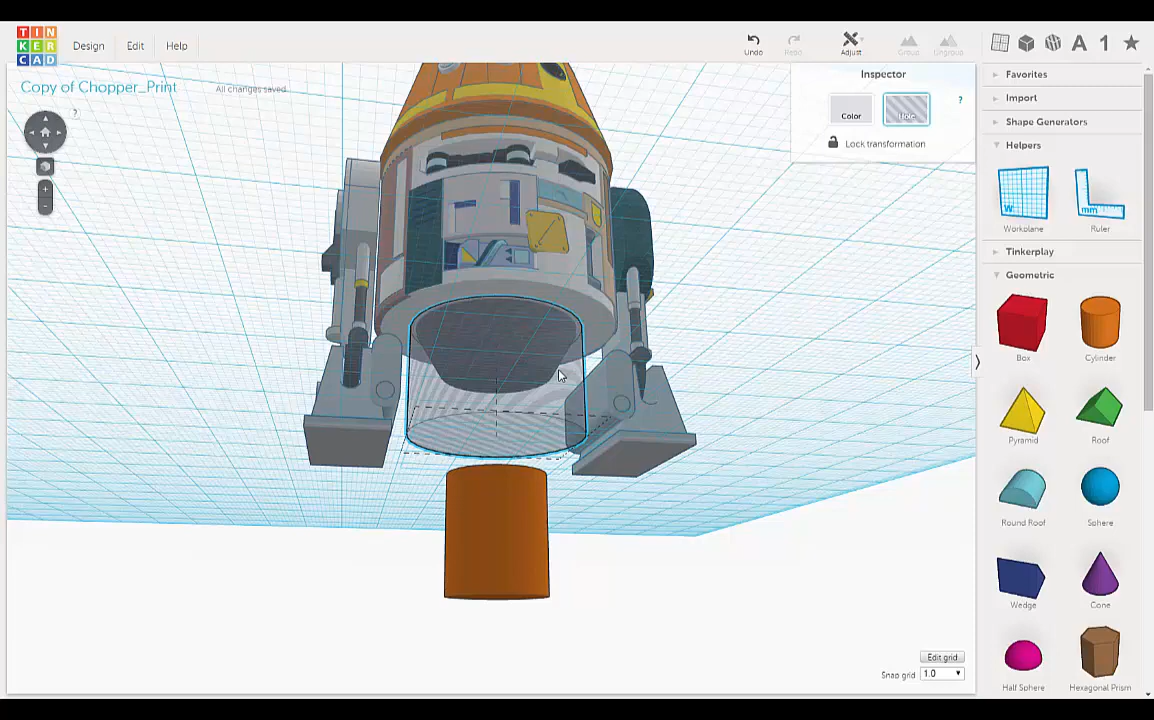 TIN
KER
CAD
Design
Edit
Help
Undo
Redo
Adjust
Group
Ungroup
Copy of Chopper_Print
All changes saved
?
Inspector
Color
Hole
?
Lock transformation
Favorites
Import
Shape Generators
Helpers
Workplane
Ruler
Tinkerplay
Geometric
Box
Cylinder
Pyramid
Roof
Round Roof
Sphere
Wedge
Cone
Half Sphere
Hexagonal Prism
Edit grid
Snap grid 1.0